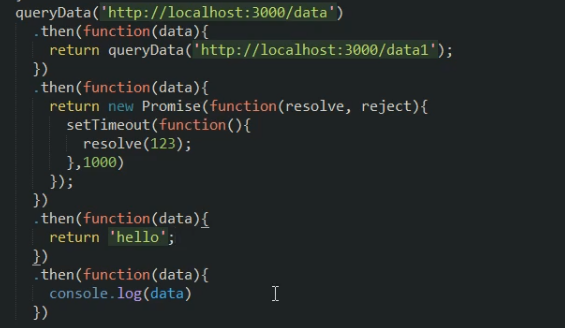 queryData('http://localhost:3000/data')
  .then(function(data){
    return queryData('http://localhost:3000/data1');
  })
  .then(function(data){
    return new Promise(function(resolve, reject){
      setTimeout(function(){
        resolve(123);
      },1000)
    });
  })
  .then(function(data){
    return 'hello';
  })
  .then(function(data){
    console.log(data)
  })